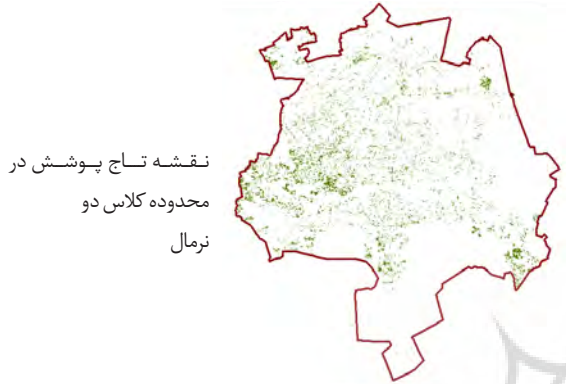 نقشه تاج پوشش در
محدوده کلاس دو
نرمال